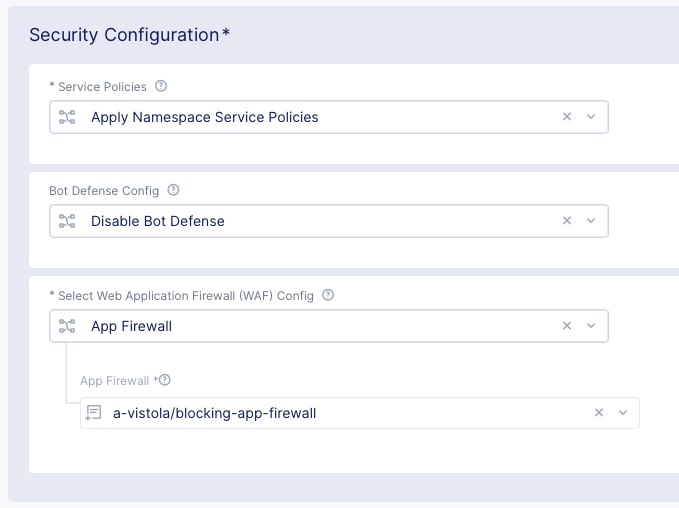 Security Configuration*
* Service Policies
Apply Namespace Service Policies
Bot Defense Config
Disable Bot Defense
* Select Web Application Firewall (WAF) Config
App Firewall
App Firewall *
a-vistola/blocking-app-firewall